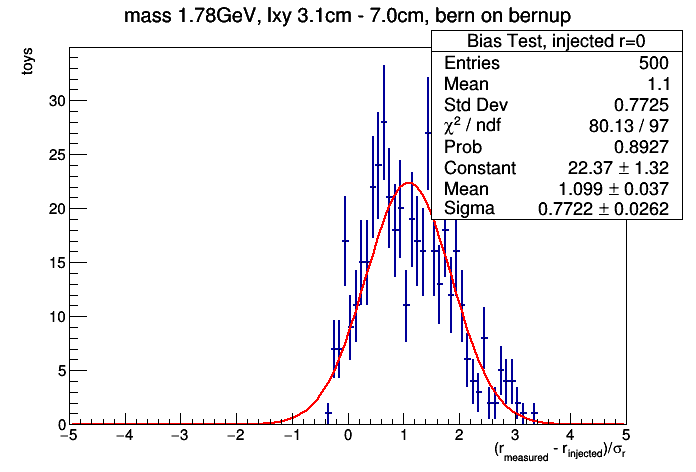 mass 1.78GeV, lxy 3.1cm - 7.0cm, bern on bernup
Bias Test, injected r=0
Entries 500
Mean 1.1
Std Dev 0.7725
χ² / ndf 80.13 / 97
Prob 0.8927
Constant 22.37 ± 1.32
Mean 1.099 ± 0.037
Sigma 0.7722 ± 0.0262
toys
30
25
20
15
10
5
0
−5 −4 −3 −2 −1 0 1 2 3 4 5
(r_measured - r_injected)/σ_r